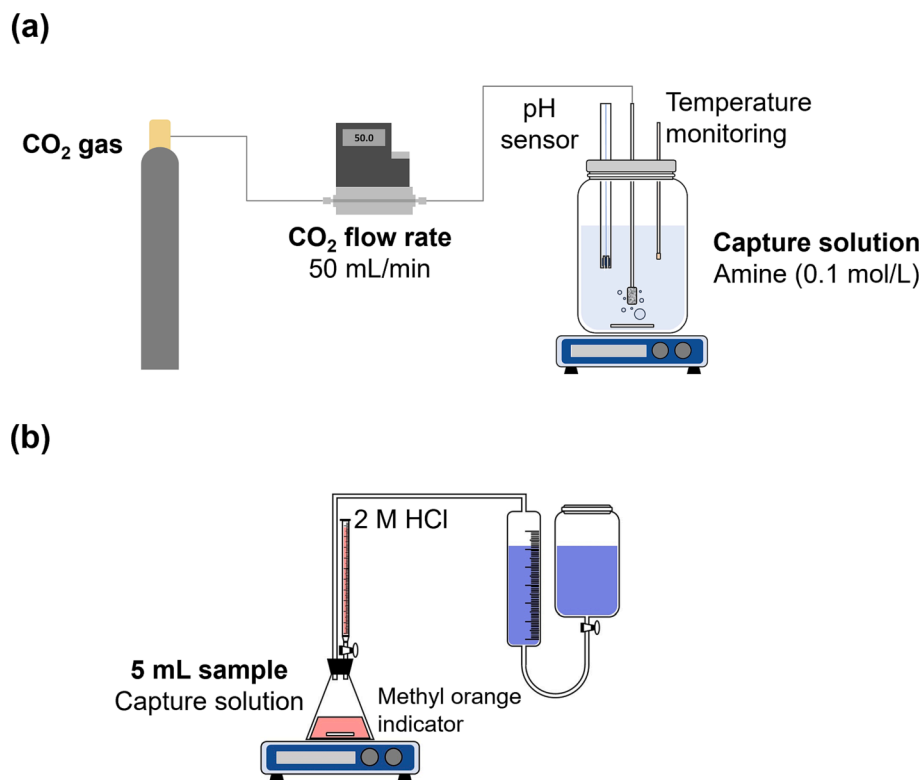 (a)
CO₂ gas
50.0
CO₂ flow rate
50 mL/min
pH
sensor
Temperature
monitoring
Capture solution
Amine (0.1 mol/L)
(b)
2 M HCl
5 mL sample
Capture solution
Methyl orange
indicator